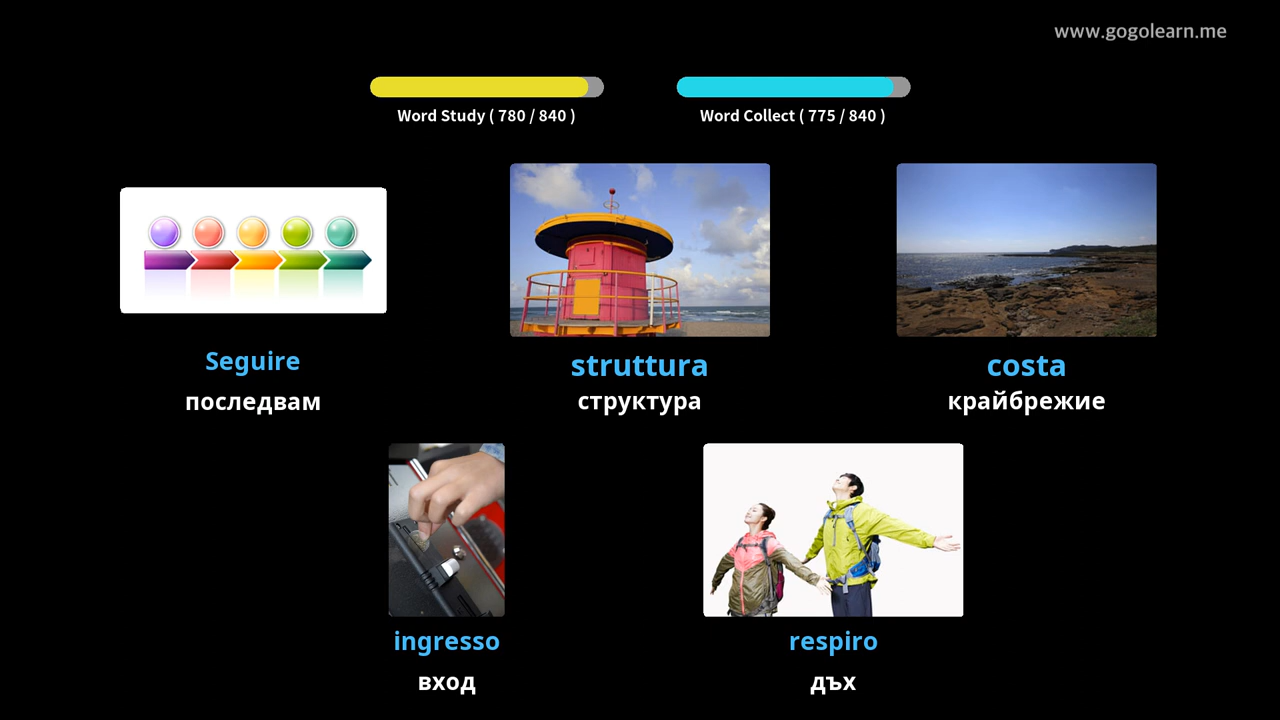 www.gogolearn.me
Word Study ( 780 / 840 )
Word Collect ( 775 / 840 )
Seguire
последвам
struttura
структура
costa
крайбрежие
ingresso
вход
respiro
дъх